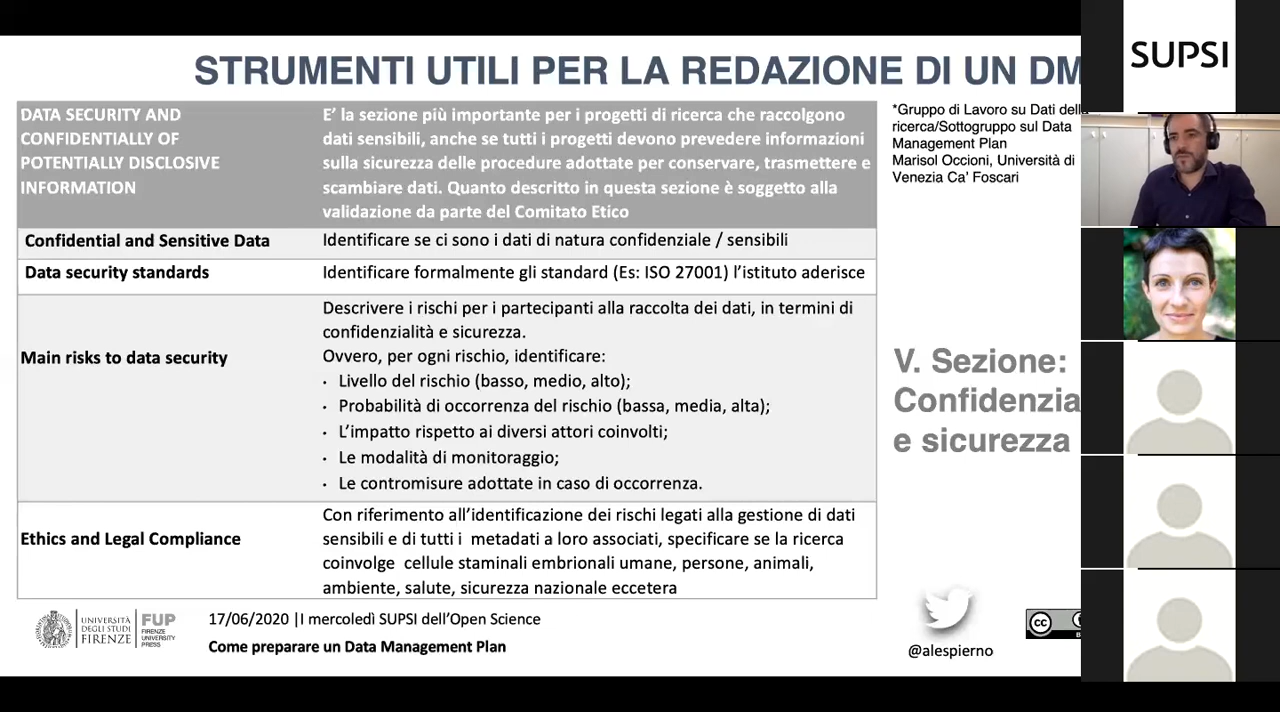 STRUMENTI UTILI PER LA REDAZIONE DI UN DM
DATA SECURITY AND
CONFIDENTIALLY OF
POTENTIALLY DISCLOSIVE
INFORMATION
E’ la sezione più importante per i progetti di ricerca che raccolgono
dati sensibili, anche se tutti i progetti devono prevedere informazioni
sulla sicurezza delle procedure adottate per conservare, trasmettere e
scambiare dati. Quanto descritto in questa sezione è soggetto alla
validazione da parte del Comitato Etico
Confidential and Sensitive Data
Identificare se ci sono i dati di natura confidenziale / sensibili
Data security standards
Identificare formalmente gli standard (Es: ISO 27001) l’istituto aderisce
Main risks to data security
Descrivere i rischi per i partecipanti alla raccolta dei dati, in termini di
confidenzialità e sicurezza.
Ovvero, per ogni rischio, identificare:
• Livello del rischio (basso, medio, alto);
• Probabilità di occorrenza del rischio (bassa, media, alta);
• L’impatto rispetto ai diversi attori coinvolti;
• Le modalità di monitoraggio;
• Le contromisure adottate in caso di occorrenza.
Ethics and Legal Compliance
Con riferimento all’identificazione dei rischi legati alla gestione di dati
sensibili e di tutti i metadati a loro associati, specificare se la ricerca
coinvolge cellule staminali embrionali umane, persone, animali,
ambiente, salute, sicurezza nazionale eccetera
*Gruppo di Lavoro su Dati dell
ricerca/Sottogruppo sul Data
Management Plan
Marisol Occioni, Università di
Venezia Ca’ Foscari
V. Sezione:
Confidenzia
e sicurezza
UNIVERSITÀ
DEGLI STUDI
FIRENZE
FUP
FIRENZE
UNIVERSITY
PRESS
17/06/2020 |I mercoledì SUPSI dell’Open Science
Come preparare un Data Management Plan
@alespierno
CC
SUPSI